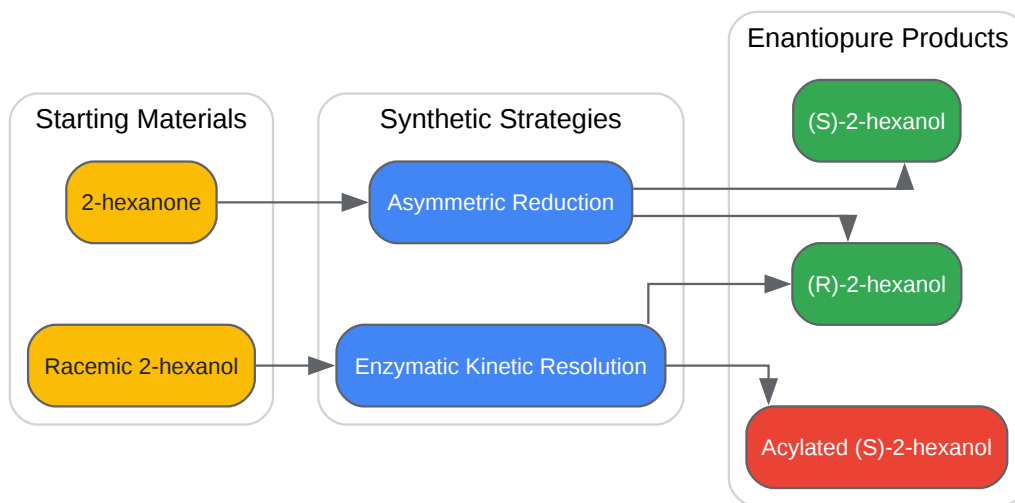 Starting Materials
2-hexanone
Racemic 2-hexanol
Synthetic Strategies
Asymmetric Reduction
Enzymatic Kinetic Resolution
Enantiopure Products
(S)-2-hexanol
(R)-2-hexanol
Acylated (S)-2-hexanol